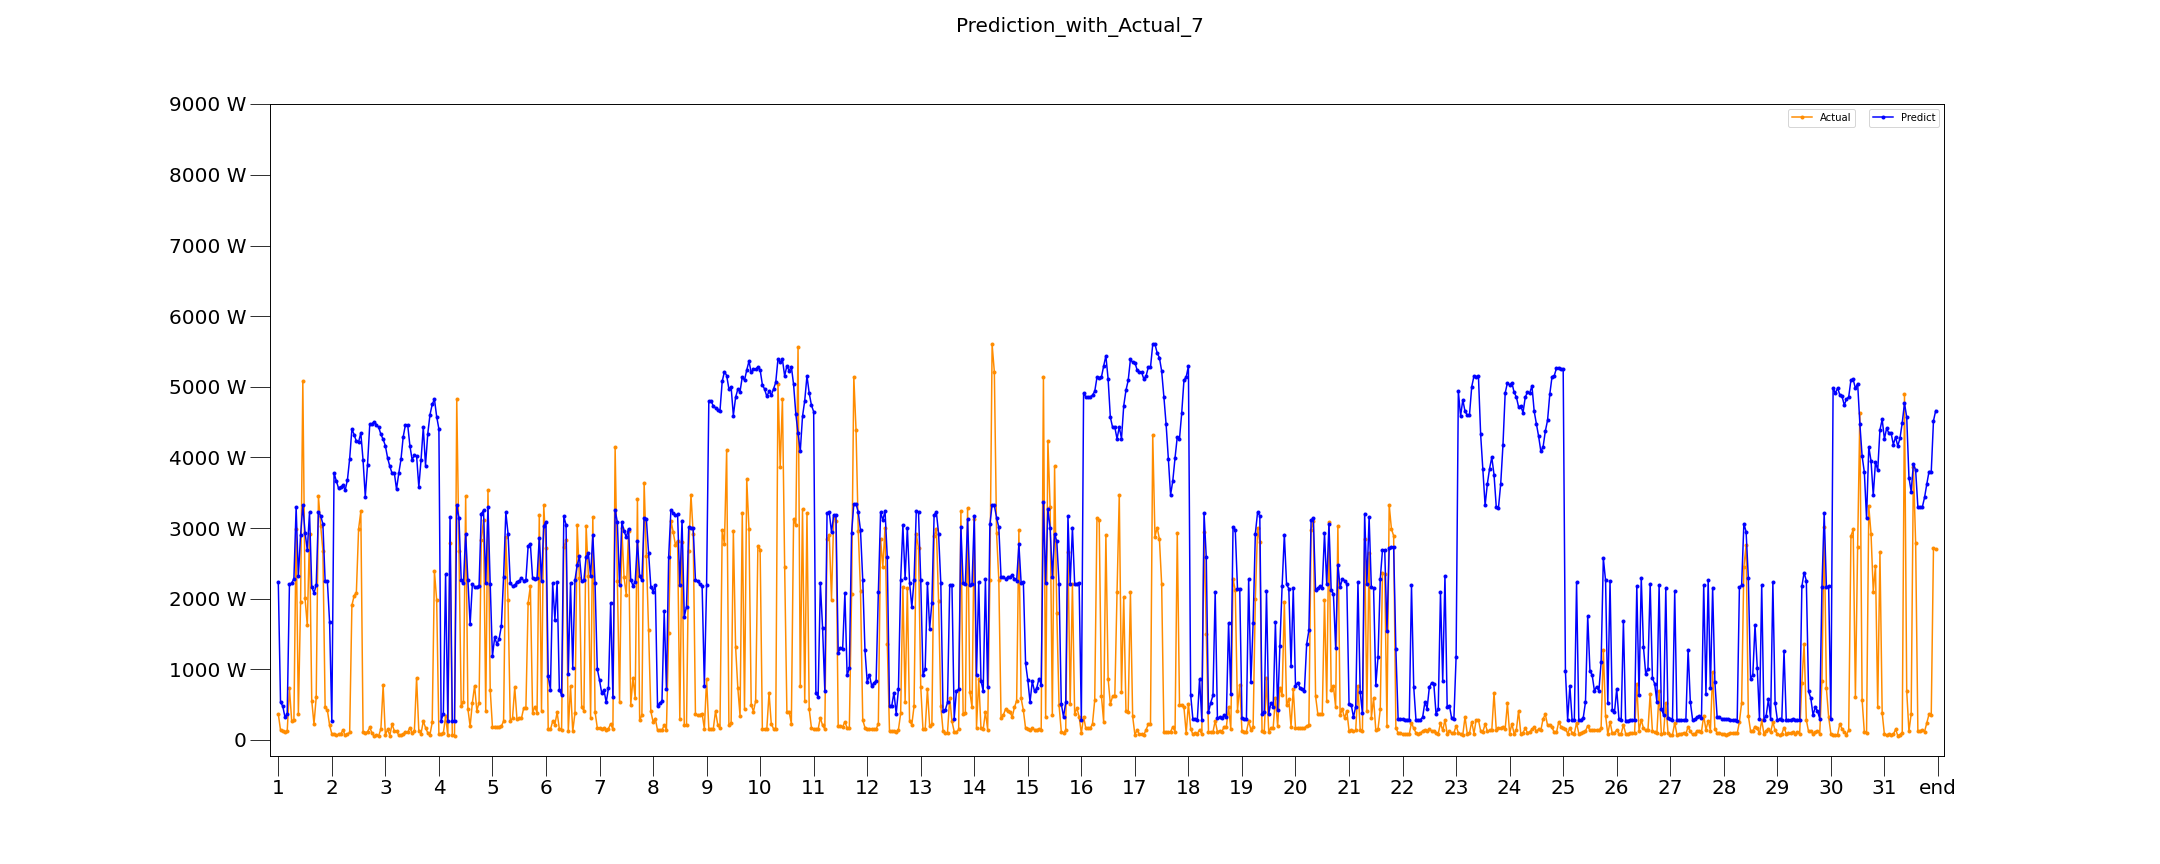 Prediction_with_Actual_7
Actual Predict
9000 W
8000 W
7000 W
6000 W
5000 W
4000 W
3000 W
2000 W
1000 W
0
1 2 3 4 5 6 7 8 9 10 11 12 13 14 15 16 17 18 19 20 21 22 23 24 25 26 27 28 29 30 31 end